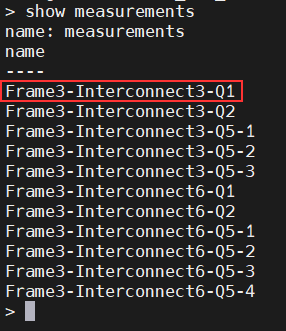 > show measurements
name: measurements
name
----
Frame3-Interconnect3-Q1
Frame3-Interconnect3-Q2
Frame3-Interconnect3-Q5-1
Frame3-Interconnect3-Q5-2
Frame3-Interconnect3-Q5-3
Frame3-Interconnect6-Q1
Frame3-Interconnect6-Q2
Frame3-Interconnect6-Q5-1
Frame3-Interconnect6-Q5-2
Frame3-Interconnect6-Q5-3
Frame3-Interconnect6-Q5-4
>